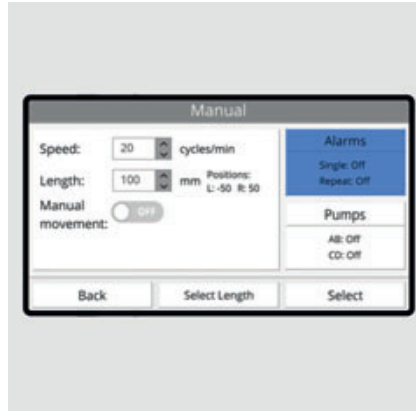 Manual
Speed: 20 cycles/min
Length: 100 mm Positions: L: -50 R: 50
Manual movement: OFF
Alarms
Single: Off
Repeat: Off
Pumps
AB: Off
CD: Off
Back
Select Length
Select